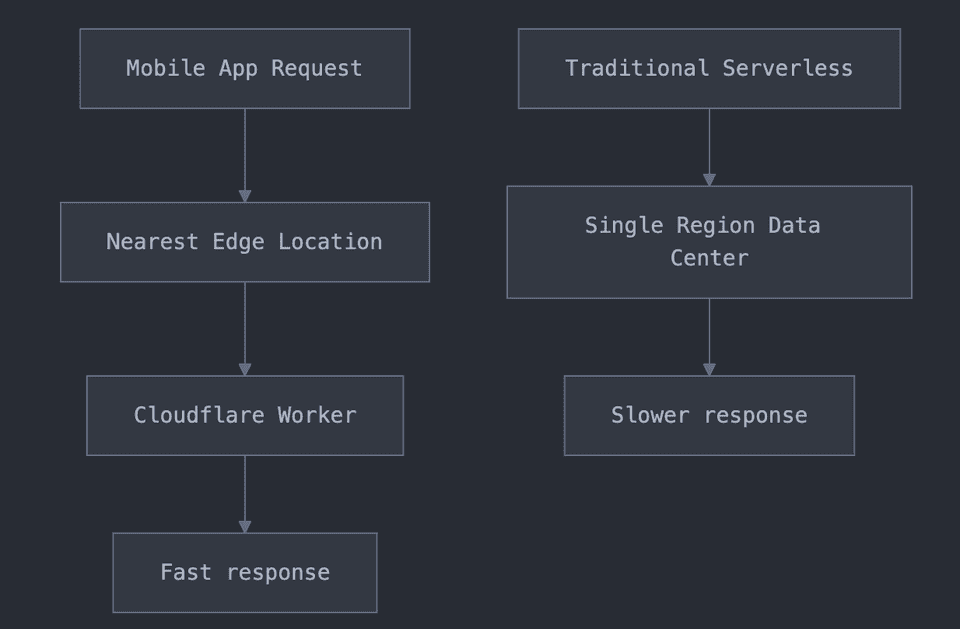 Mobile App Request
Nearest Edge Location
Cloudflare Worker
Fast response
Traditional Serverless
Single Region Data
Center
Slower response